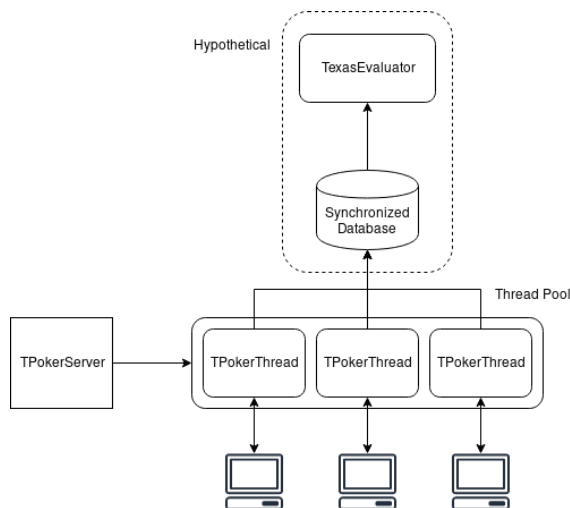 Hypothetical
TexasEvaluator
Synchronized
Database
Thread Pool
TPokerServer
TPokerThread
TPokerThread
TPokerThread